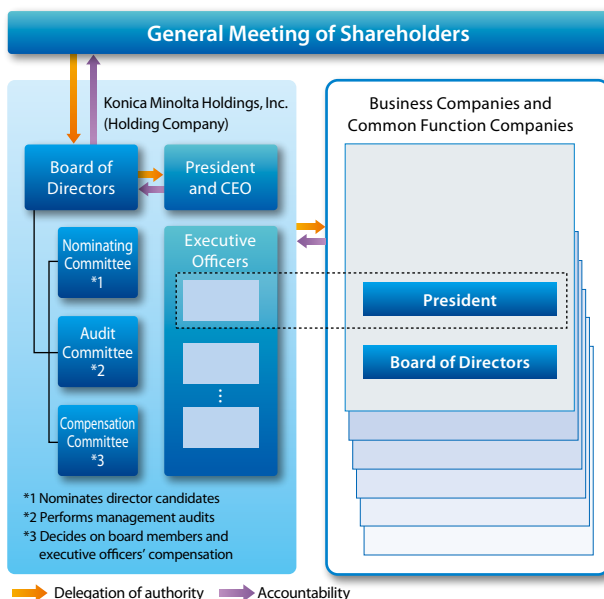 General Meeting of Shareholders
Konica Minolta Holdings, Inc.
(Holding Company)
Board of
Directors
President
and CEO
Nominating
Committee
*1
Audit
Committee
*2
Compensation
Committee
*3
Executive
Officers
⋮
*1 Nominates director candidates
*2 Performs management audits
*3 Decides on board members and
executive officers' compensation
Business Companies and
Common Function Companies
President
Board of Directors
Delegation of authority
Accountability